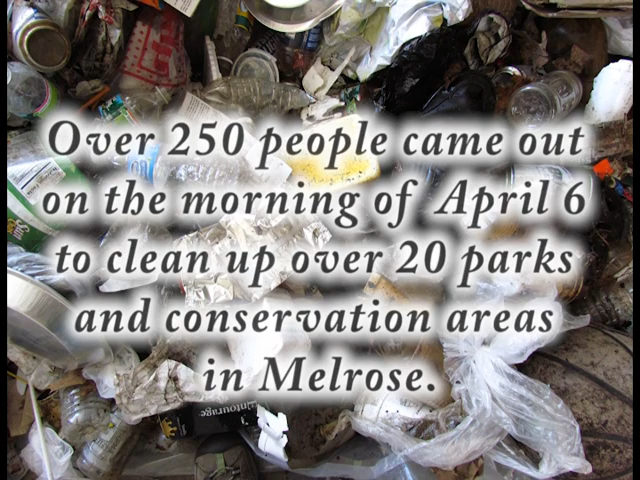 Over 250 people came out
on the morning of April 6
to clean up over 20 parks
and conservation areas
in Melrose.
entourage